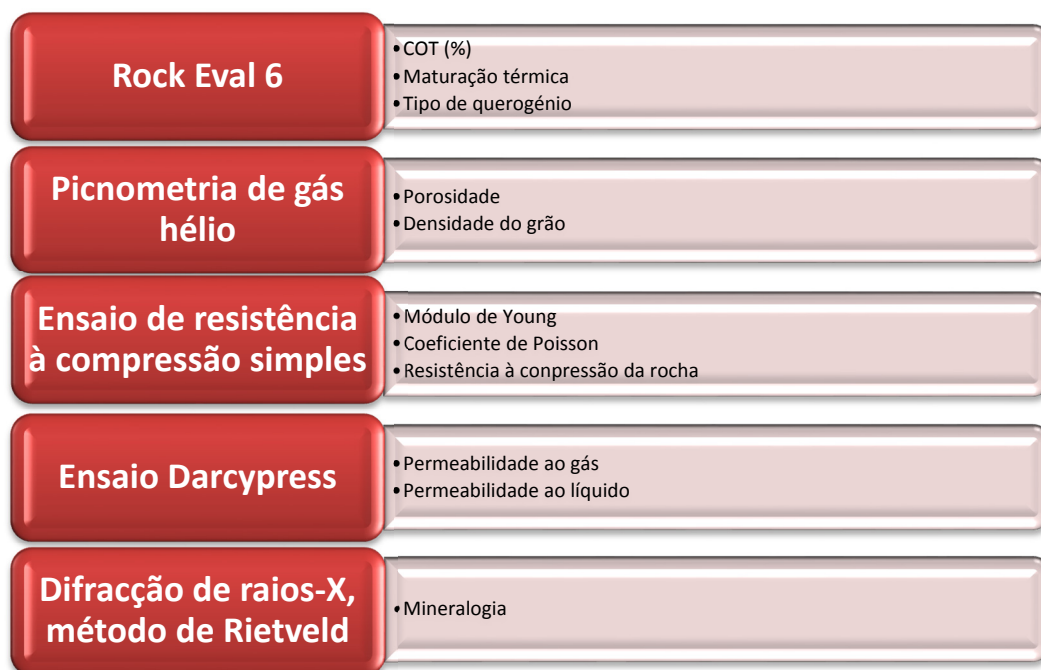 Rock Eval 6
•COT (%)
•Maturação térmica
•Tipo de querogénio
Picnometria de gás
hélio
•Porosidade
•Densidade do grão
Ensaio de resistência
à compressão simples
•Módulo de Young
•Coeficiente de Poisson
•Resistência à conpressão da rocha
Ensaio Darcypress
•Permeabilidade ao gás
•Permeabilidade ao líquido
Difracção de raios-X,
método de Rietveld
•Mineralogia